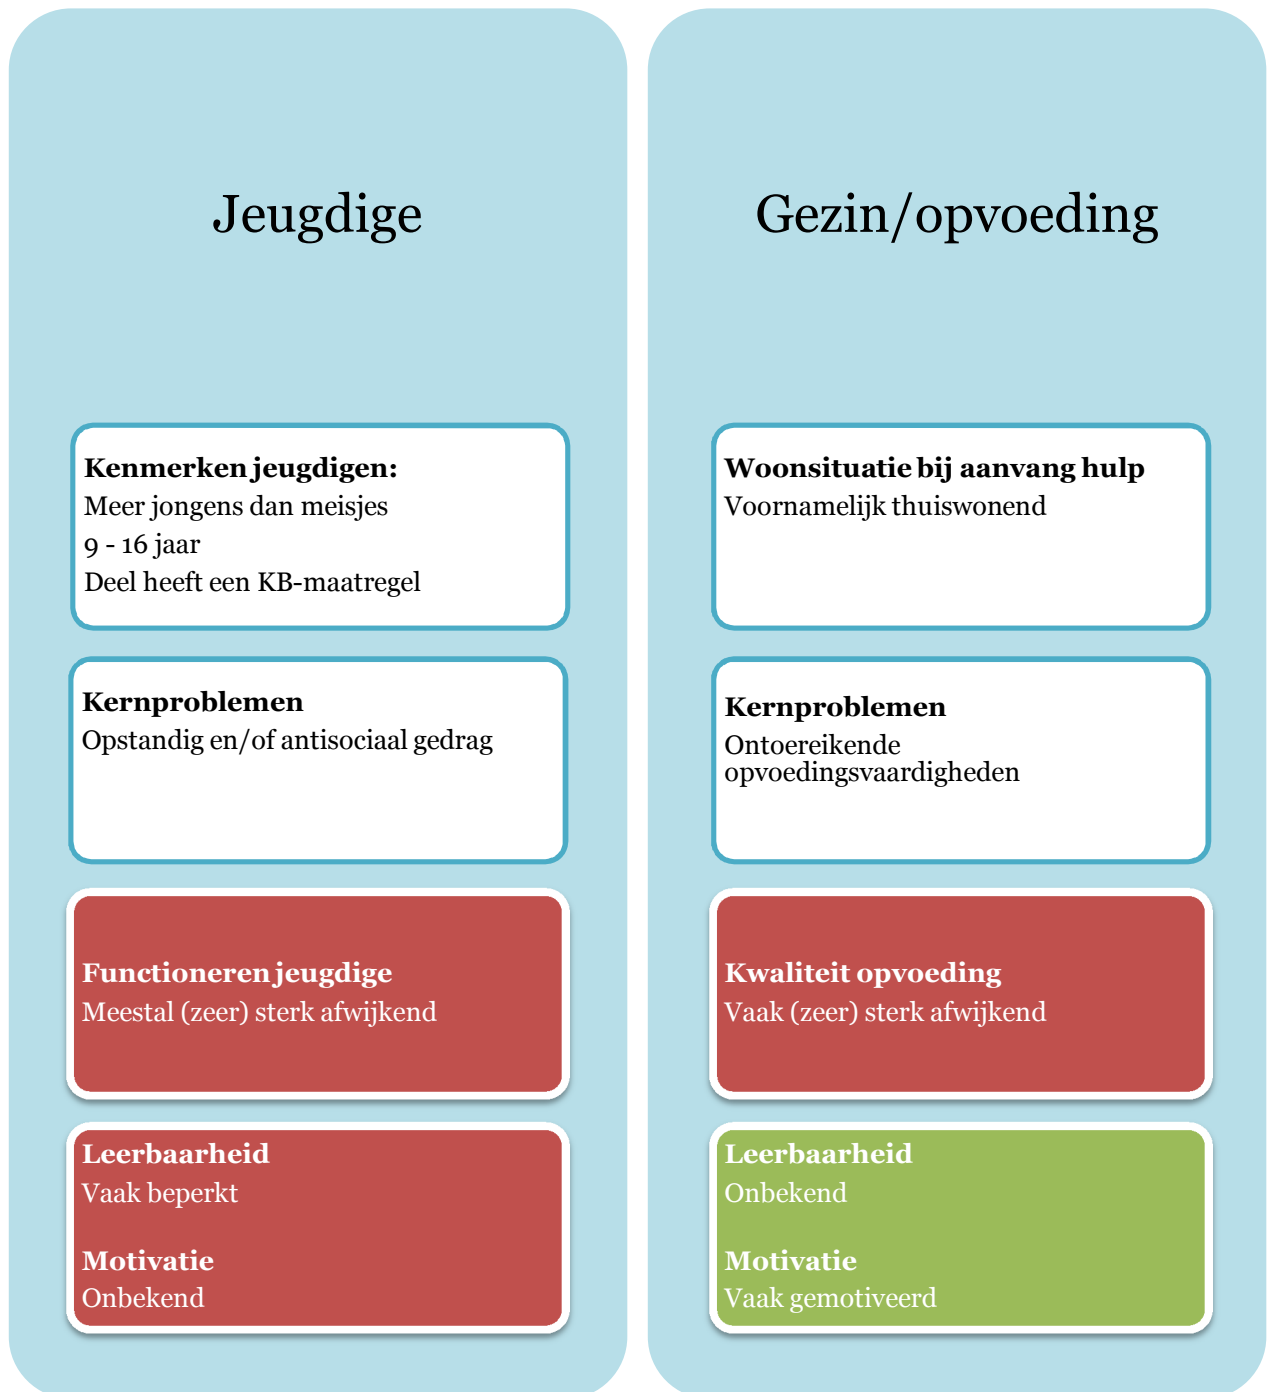 Jeugdige
Kenmerken jeugdigen:
Meer jongens dan meisjes
9 - 16 jaar
Deel heeft een KB-maatregel
Kernproblemen
Opstandig en/of antisociaal gedrag
Functioneren jeugdige
Meestal (zeer) sterk afwijkend
Leerbaarheid
Vaak beperkt
Motivatie
Onbekend
Gezin/opvoeding
Woonsituatie bij aanvang hulp
Voornamelijk thuiswonend
Kernproblemen
Ontoereikende
opvoedingsvaardigheden
Kwaliteit opvoeding
Vaak (zeer) sterk afwijkend
Leerbaarheid
Onbekend
Motivatie
Vaak gemotiveerd